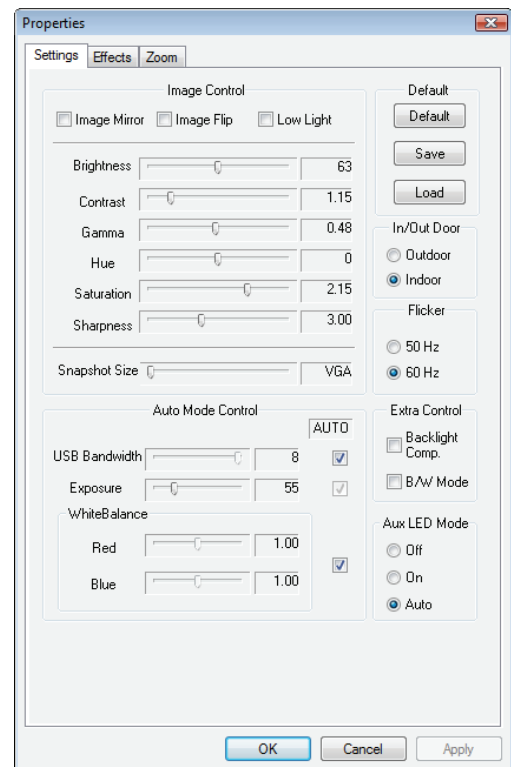 Properties
Settings Effects Zoom
Image Control
Image Mirror Image Flip Low Light
Brightness 63
Contrast 1.15
Gamma 0.48
Hue 0
Saturation 2.15
Sharpness 3.00
Snapshot Size VGA
Default
Default
Save
Load
In/Out Door
Outdoor
Indoor
Flicker
50 Hz
60 Hz
Auto Mode Control
AUTO
USB Bandwidth 8
Exposure 55
WhiteBalance
Red 1.00
Blue 1.00
Extra Control
Backlight
Comp.
B/W Mode
Aux LED Mode
Off
On
Auto
OK Cancel Apply